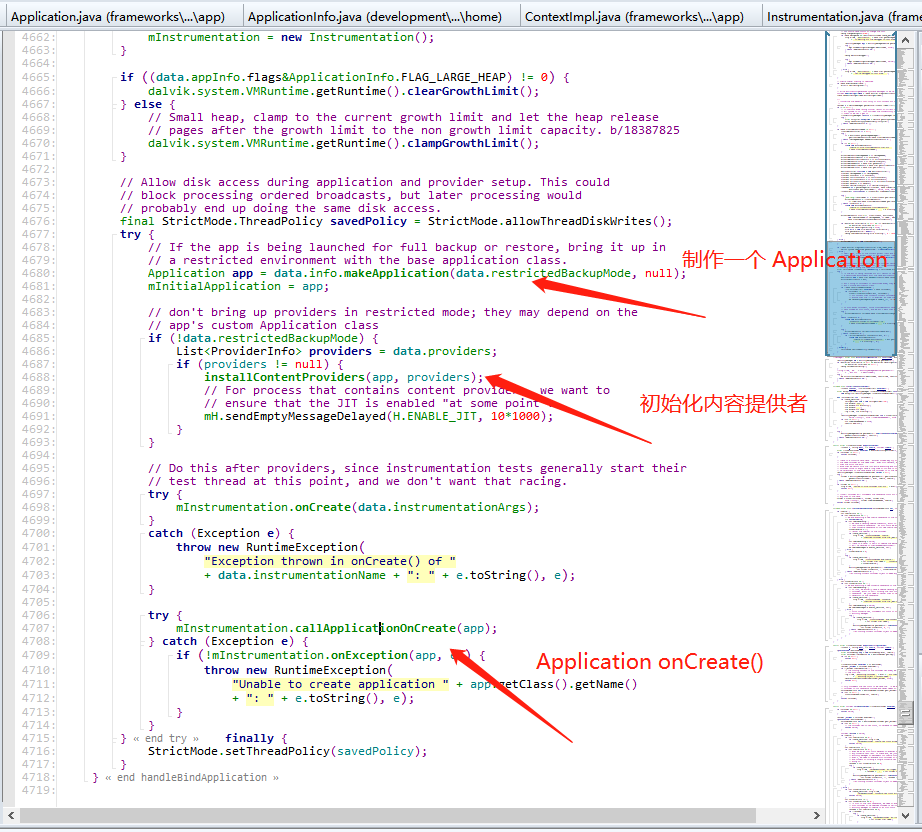 Application.java (frameworks\...\app) ApplicationInfo.java (development\...\home) ContextImpl.java (frameworks\...\app) Instrumentation.java (frame
4662: mInstrumentation = new Instrumentation();
4663: }
4664:
4665: if ((data.appInfo.flags&ApplicationInfo.FLAG_LARGE_HEAP) != 0) {
4666: dalvik.system.VMRuntime.getRuntime().clearGrowthLimit();
4667: } else {
4668: // Small heap, clamp to the current growth limit and let the heap release
4669: // pages after the growth limit to the non growth limit capacity. b/18387825
4670: dalvik.system.VMRuntime.getRuntime().clampGrowthLimit();
4671: }
4672:
4673: // Allow disk access during application and provider setup. This could
4674: // block processing ordered broadcasts, but later processing would
4675: // probably end up doing the same disk access.
4676: final StrictMode.ThreadPolicy savedPolicy = StrictMode.allowThreadDiskWrites();
4677: try {
4678: // If the app is being launched for full backup or restore, bring it up in
4679: // a restricted environment with the base application class.
制作一个 Application
4680: Application app = data.info.makeApplication(data.restrictedBackupMode, null);
4681: mInitialApplication = app;
4682:
4683: // don't bring up providers in restricted mode; they may depend on the
4684: // app's custom Application class
4685: if (!data.restrictedBackupMode) {
4686: List<ProviderInfo> providers = data.providers;
4687: if (providers != null) {
4688: installContentProviders(app, providers);
4689: // For process that contains content provide we want to
4690: // ensure that the JIT is enabled "at some point
初始化内容提供者
4691: mH.sendEmptyMessageDelayed(H.ENABLE_JIT, 10*1000);
4692: }
4693: }
4694:
4695: // Do this after providers, since instrumentation tests generally start their
4696: // test thread at this point, and we don't want that racing.
4697: try {
4698: mInstrumentation.onCreate(data.instrumentationArgs);
4699: }
4700: catch (Exception e) {
4701: throw new RuntimeException(
4702: "Exception thrown in onCreate() of "
4703: + data.instrumentationName + ": " + e.toString(), e);
4704: }
4705:
4706: try {
4707: mInstrumentation.callApplicationOnCreate(app);
4708: } catch (Exception e) {
4709: if (!mInstrumentation.onException(app, e)) {
Application onCreate()
4710: throw new RuntimeException(
4711: "Unable to create application " + app.getClass().getName()
4712: + ": " + e.toString(), e);
4713: }
4714: }
4715: } « end try » finally {
4716: StrictMode.setThreadPolicy(savedPolicy);
4717: }
4718: } « end handleBindApplication »
4719: